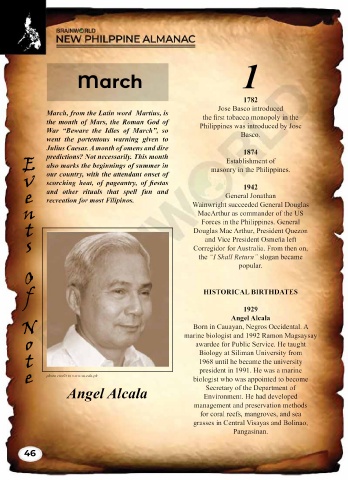 BRAINWORLD
NEW PHILPPINE ALMANAC
March
March, from the Latin word Martius, is
the month of Mars, the Roman God of
War “Beware the Idles of March”, so
went the portentous warning given to
Julius Caesar. A month of omens and dire
predictions? Not necessarily. This month
also marks the beginnings of summer in
our country, with the attendant onset of
scorching heat, of pageantry, of fiestas
and other rituals that spell fun and
recreation for most Filipinos.
Events Of Note
Angel Alcala
46
1
1782
Jose Basco introduced
the first tobacco monopoly in the
Philippines was introduced by Jose
Basco.
1874
Establishment of
masonry in the Philippines.
1942
General Jonathan
Wainwright succeeded General Douglas
MacArthur as commander of the US
Forces in the Philippines. General
Douglas Mac Arthur, President Quezon
and Vice President Osmeña left
Corregidor for Australia. From then on,
the “I Shall Return” slogan became
popular.
HISTORICAL BIRTHDATES
1929
Angel Alcala
Born in Cauayan, Negros Occidental. A
marine biologist and 1992 Ramon Magsaysay
awardee for Public Service. He taught
Biology at Siliman University from
1968 until he became the university
president in 1991. He was a marine
biologist who was appointed to become
Secretary of the Department of
Environment. He had developed
management and preservation methods
for coral reefs, mangroves, and sea
grasses in Central Visayas and Bolinao,
Pangasinan.